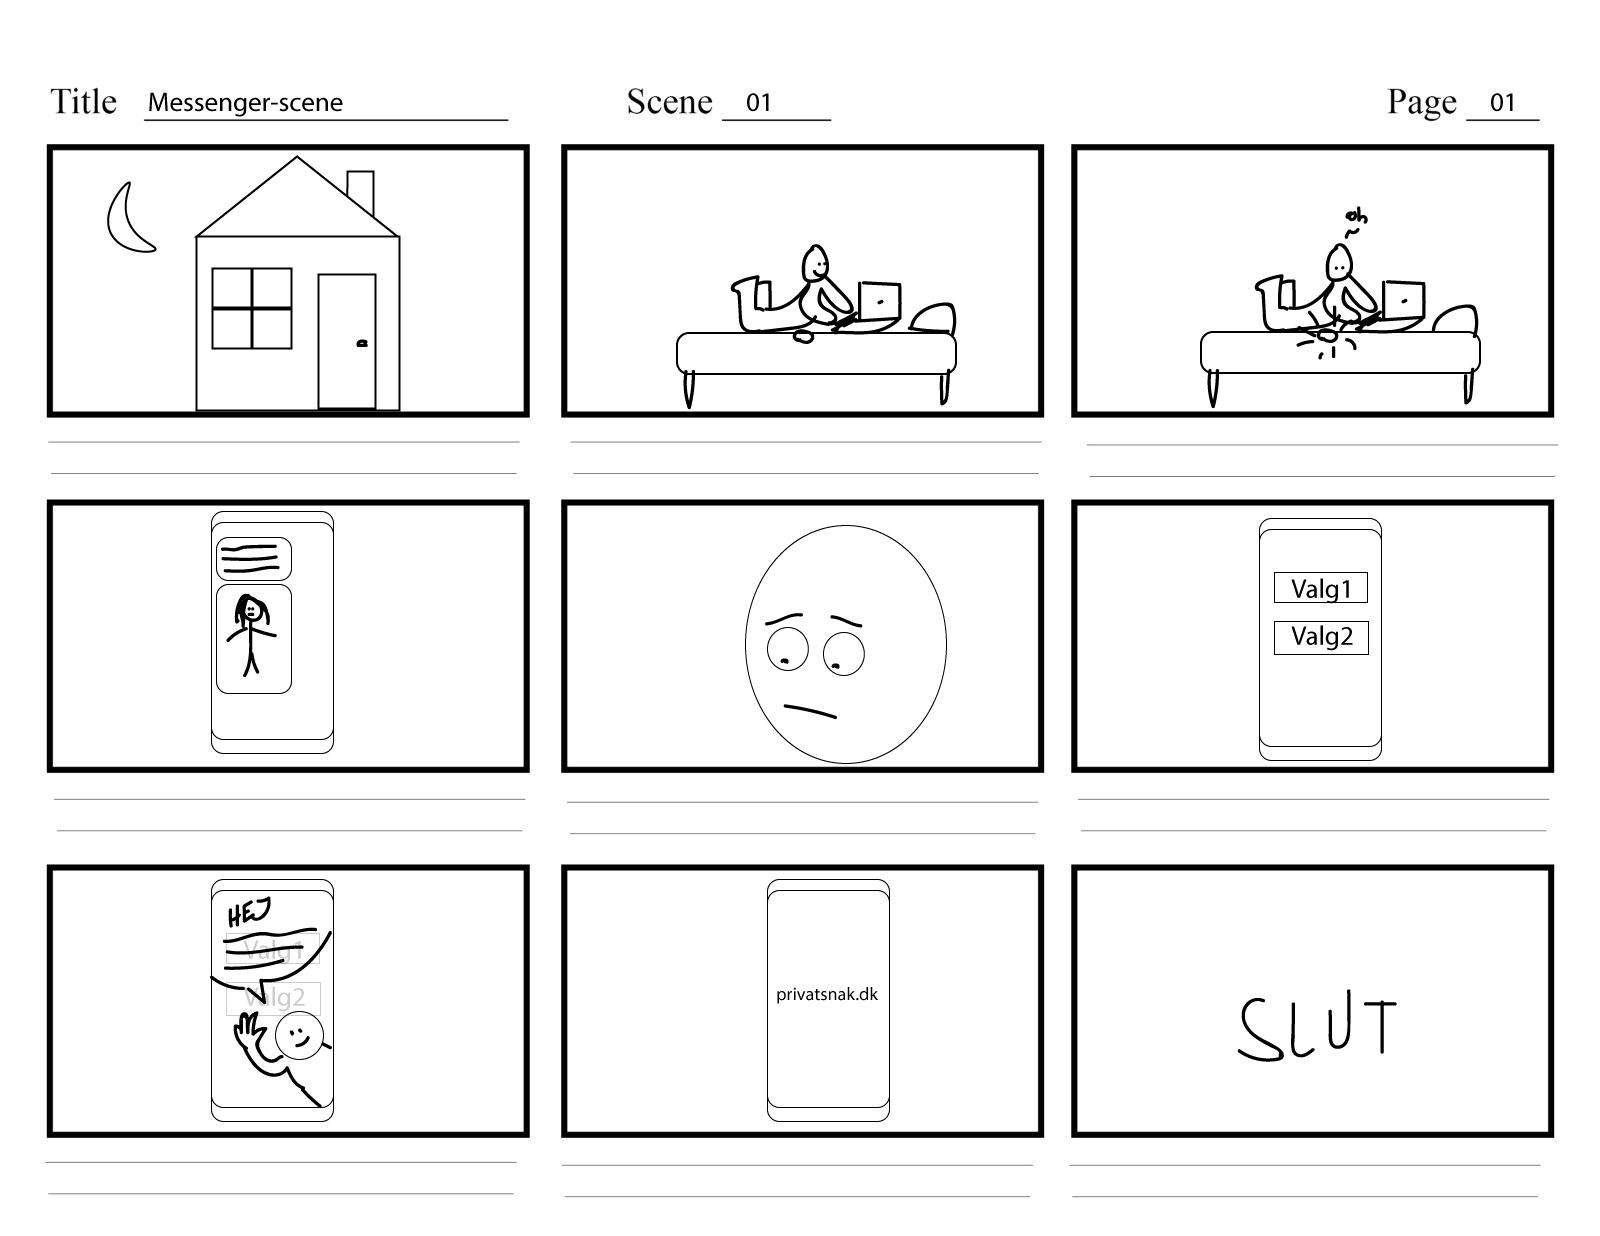 Title Messenger-scene Scene 01 Page 01
oh
Valg1
Valg2
HEJ
Valg1
Valg2
privatsnak.dk
SLUT